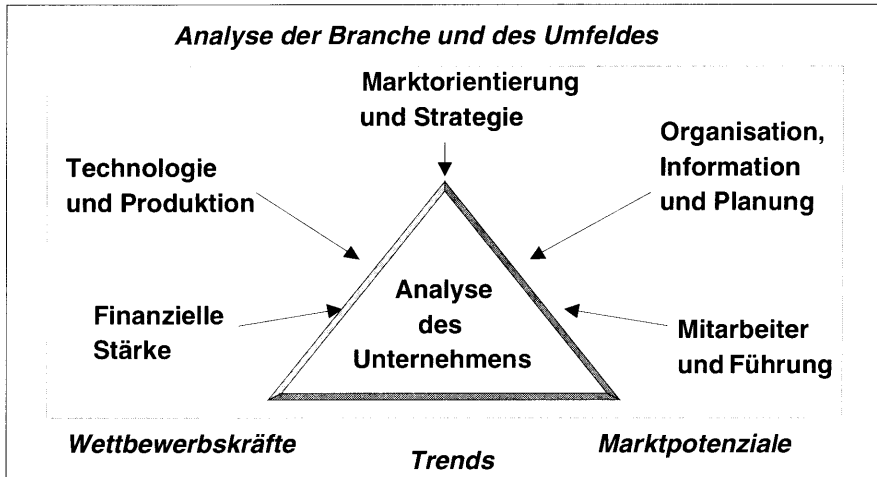 Analyse der Branche und des Umfeldes
Marktorientierung
und Strategie
Organisation,
Information
und Planung
Technologie
und Produktion
Analyse
des
Unternehmens
Finanzielle
Stärke
Mitarbeiter
und Führung
Wettbewerbskräfte
Trends
Marktpotenziale